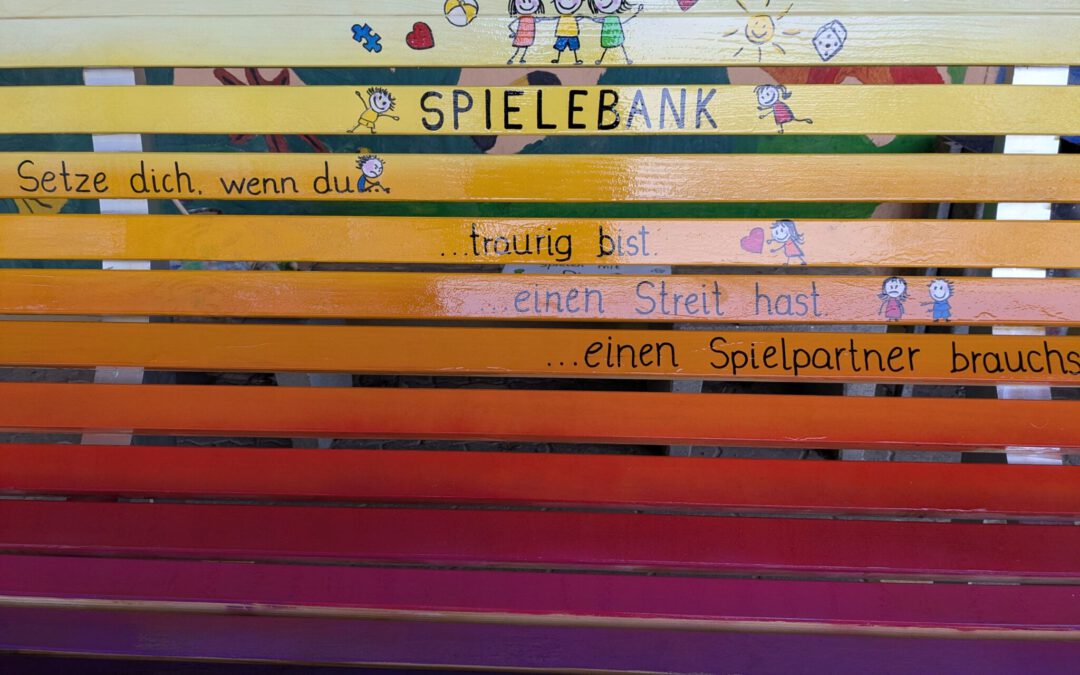 SPIELEBANK
Setze dich, wenn du
...traurig bist.
...einen Streit hast.
...einen Spielpartner brauchs